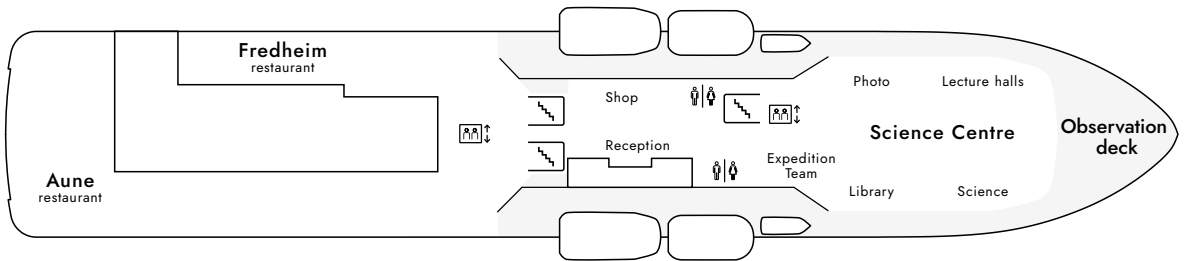 Fredheim
restaurant
Aune
restaurant
Shop
Reception
Expedition
Team
Photo
Lecture halls
Science Centre
Library
Science
Observation
deck